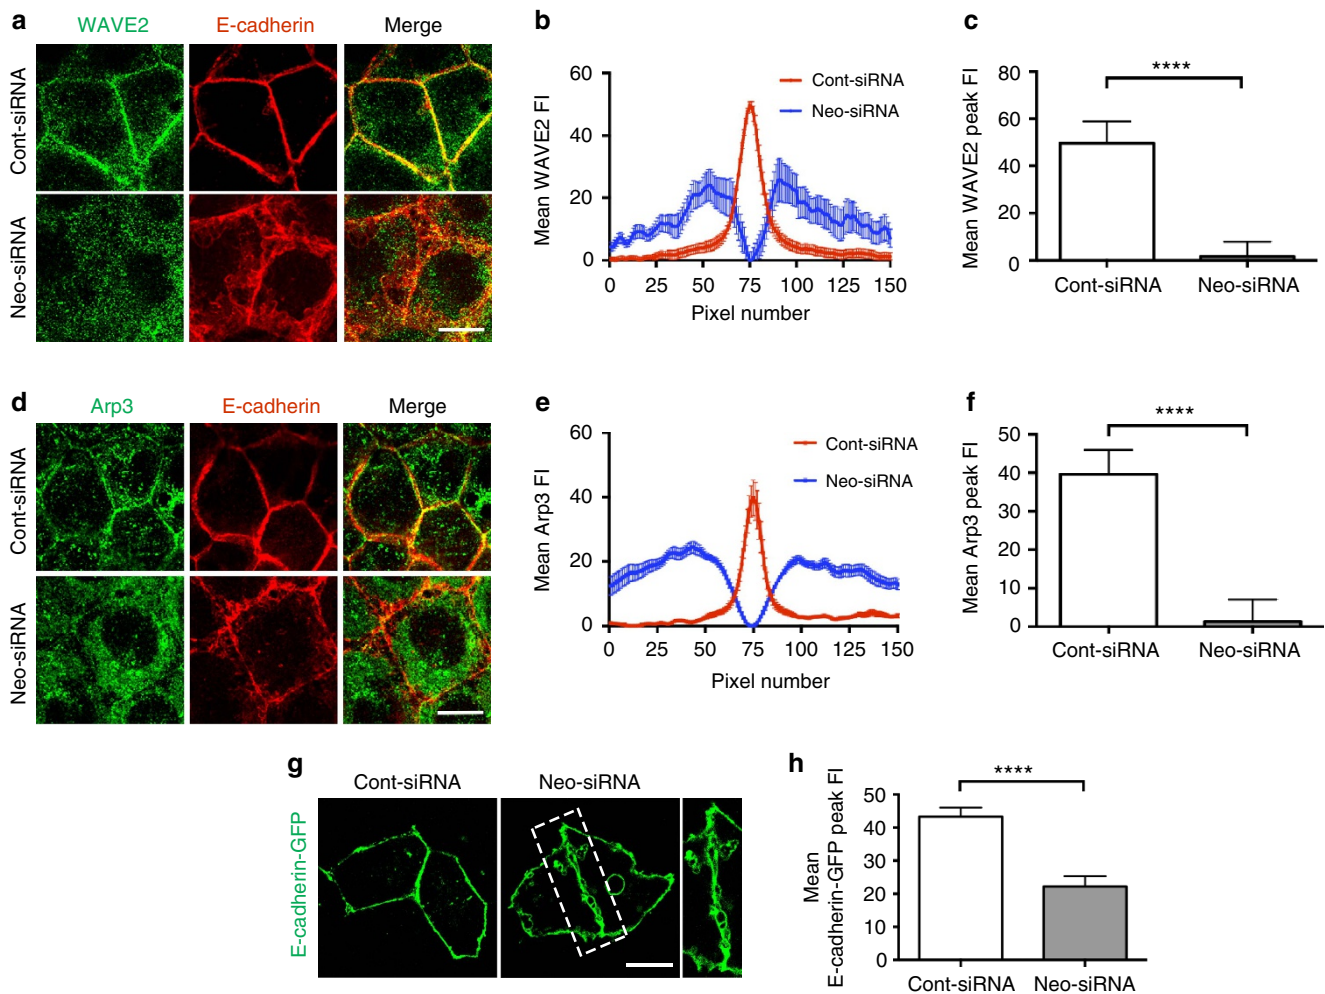 a
WAVE2
E-cadherin
Merge
Cont-siRNA
Neo-siRNA
b
Mean WAVE2 FI
60
40
20
0
0 25 50 75 100 125 150
Pixel number
Cont-siRNA
Neo-siRNA
c
Mean WAVE2 peak FI
80
60
40
20
0
****
Cont-siRNA
Neo-siRNA
d
Arp3
E-cadherin
Merge
Cont-siRNA
Neo-siRNA
e
Mean Arp3 FI
60
40
20
0
0 25 50 75 100 125 150
Pixel number
Cont-siRNA
Neo-siRNA
f
Mean Arp3 peak FI
50
40
30
20
10
0
****
Cont-siRNA
Neo-siRNA
g
Cont-siRNA
Neo-siRNA
E-cadherin-GFP
h
Mean
E-cadherin-GFP peak FI
50
40
30
20
10
0
****
Cont-siRNA
Neo-siRNA